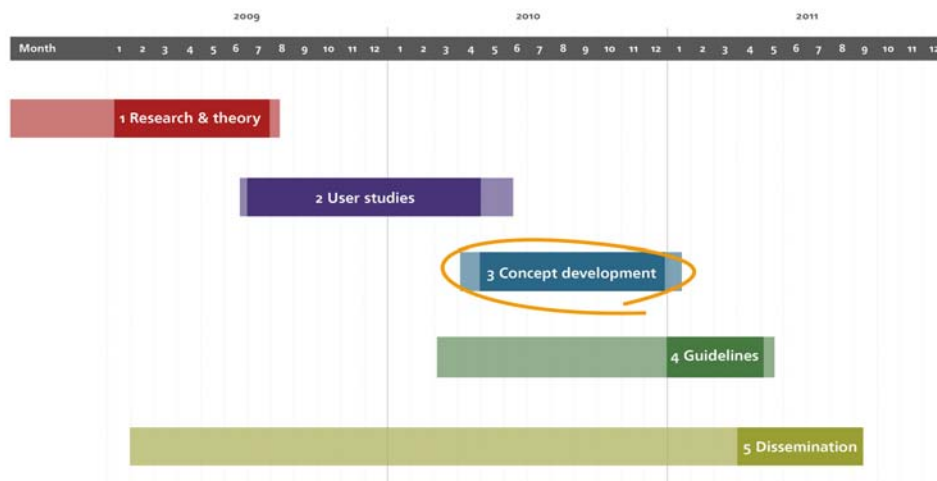 2009 2010 2011
Month 1 2 3 4 5 6 7 8 9 10 11 12 1 2 3 4 5 6 7 8 9 10 11 12 1 2 3 4 5 6 7 8 9 10 11 12
1 Research & theory
2 User studies
3 Concept development
4 Guidelines
5 Dissemination